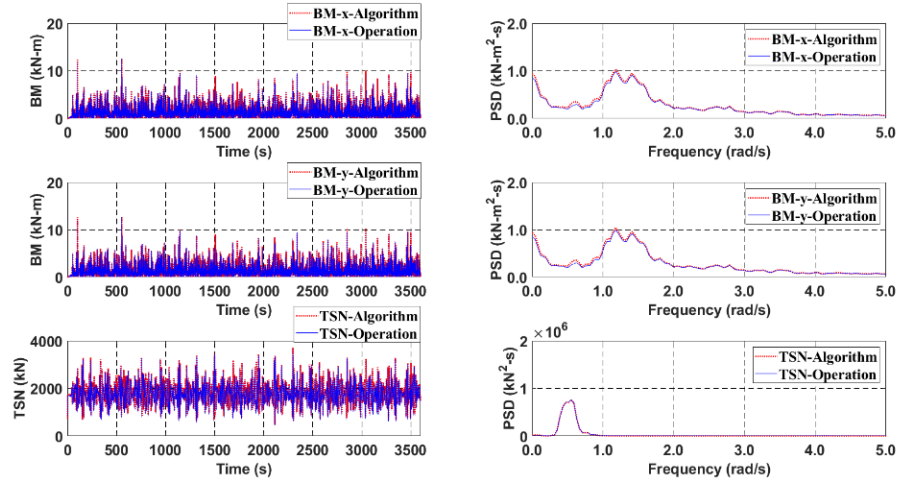 BM-x-Algorithm
BM-x-Operation
BM (kN-m)
20
10
0
0 500 1000 1500 2000 2500 3000 3500
Time (s)
BM-x-Algorithm
BM-x-Operation
PSD (kN-m²-s)
2.0
1.0
0.0
0.0 1.0 2.0 3.0 4.0 5.0
Frequency (rad/s)
BM-y-Algorithm
BM-y-Operation
BM (kN-m)
20
10
0
0 500 1000 1500 2000 2500 3000 3500
Time (s)
BM-y-Algorithm
BM-y-Operation
PSD (kN-m²-s)
2.0
1.0
0.0
0.0 1.0 2.0 3.0 4.0 5.0
Frequency (rad/s)
TSN-Algorithm
TSN-Operation
TSN (kN)
4000
2000
0
0 500 1000 1500 2000 2500 3000 3500
Time (s)
×10⁶
TSN-Algorithm
TSN-Operation
PSD (kN²-s)
2
1
0
0.0 1.0 2.0 3.0 4.0 5.0
Frequency (rad/s)